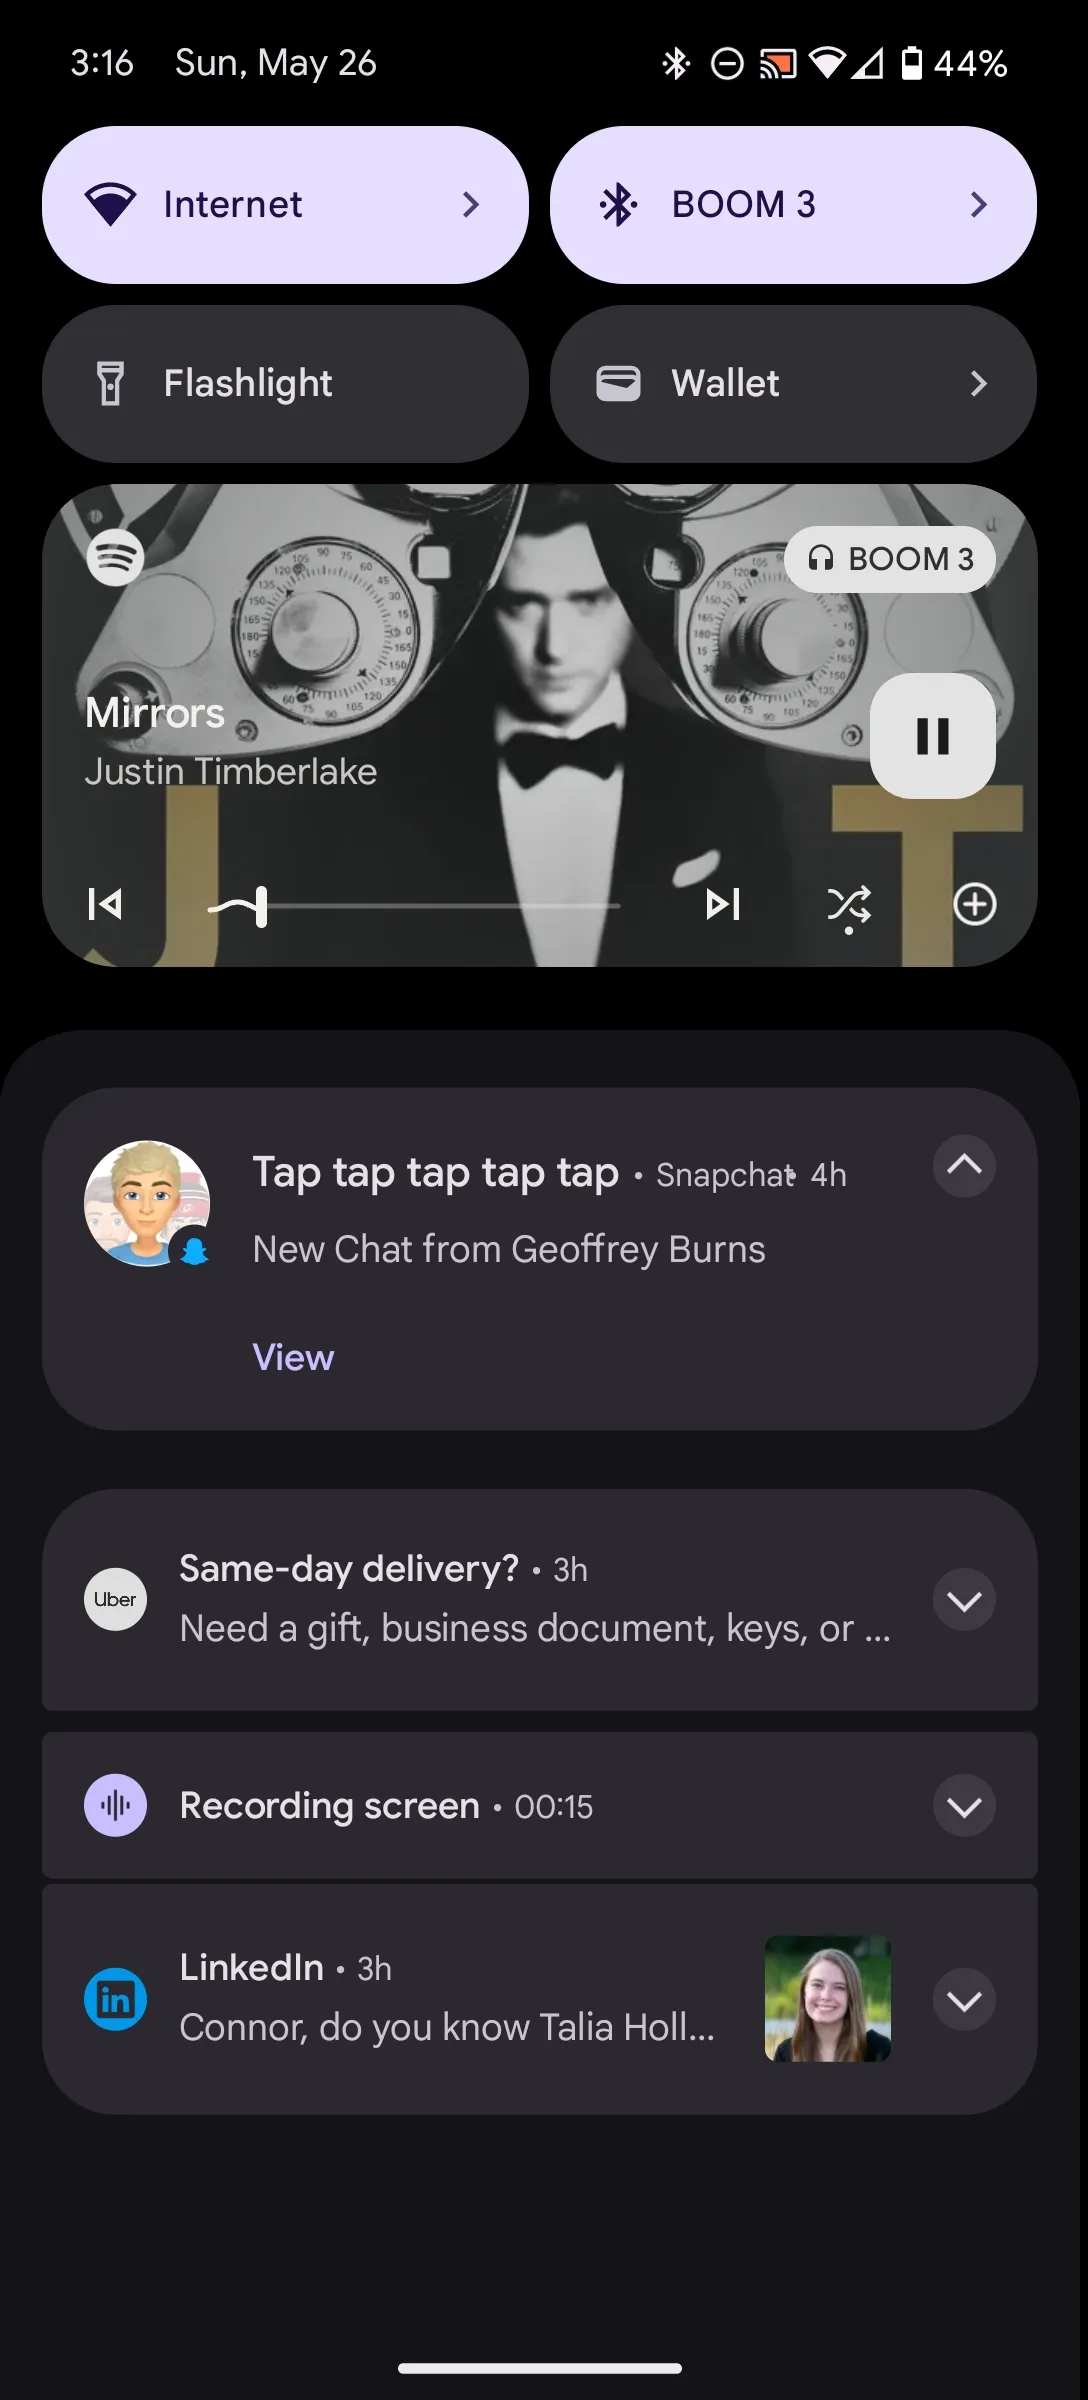 3:16 Sun, May 26 44%
Internet
BOOM 3
Flashlight
Wallet
BOOM 3
Mirrors
Justin Timberlake
J T
Tap tap tap tap tap • Snapchat • 4h
New Chat from Geoffrey Burns
View
Uber
Same-day delivery? • 3h
Need a gift, business document, keys, or ...
Recording screen • 00:15
in
LinkedIn • 3h
Connor, do you know Talia Holl...